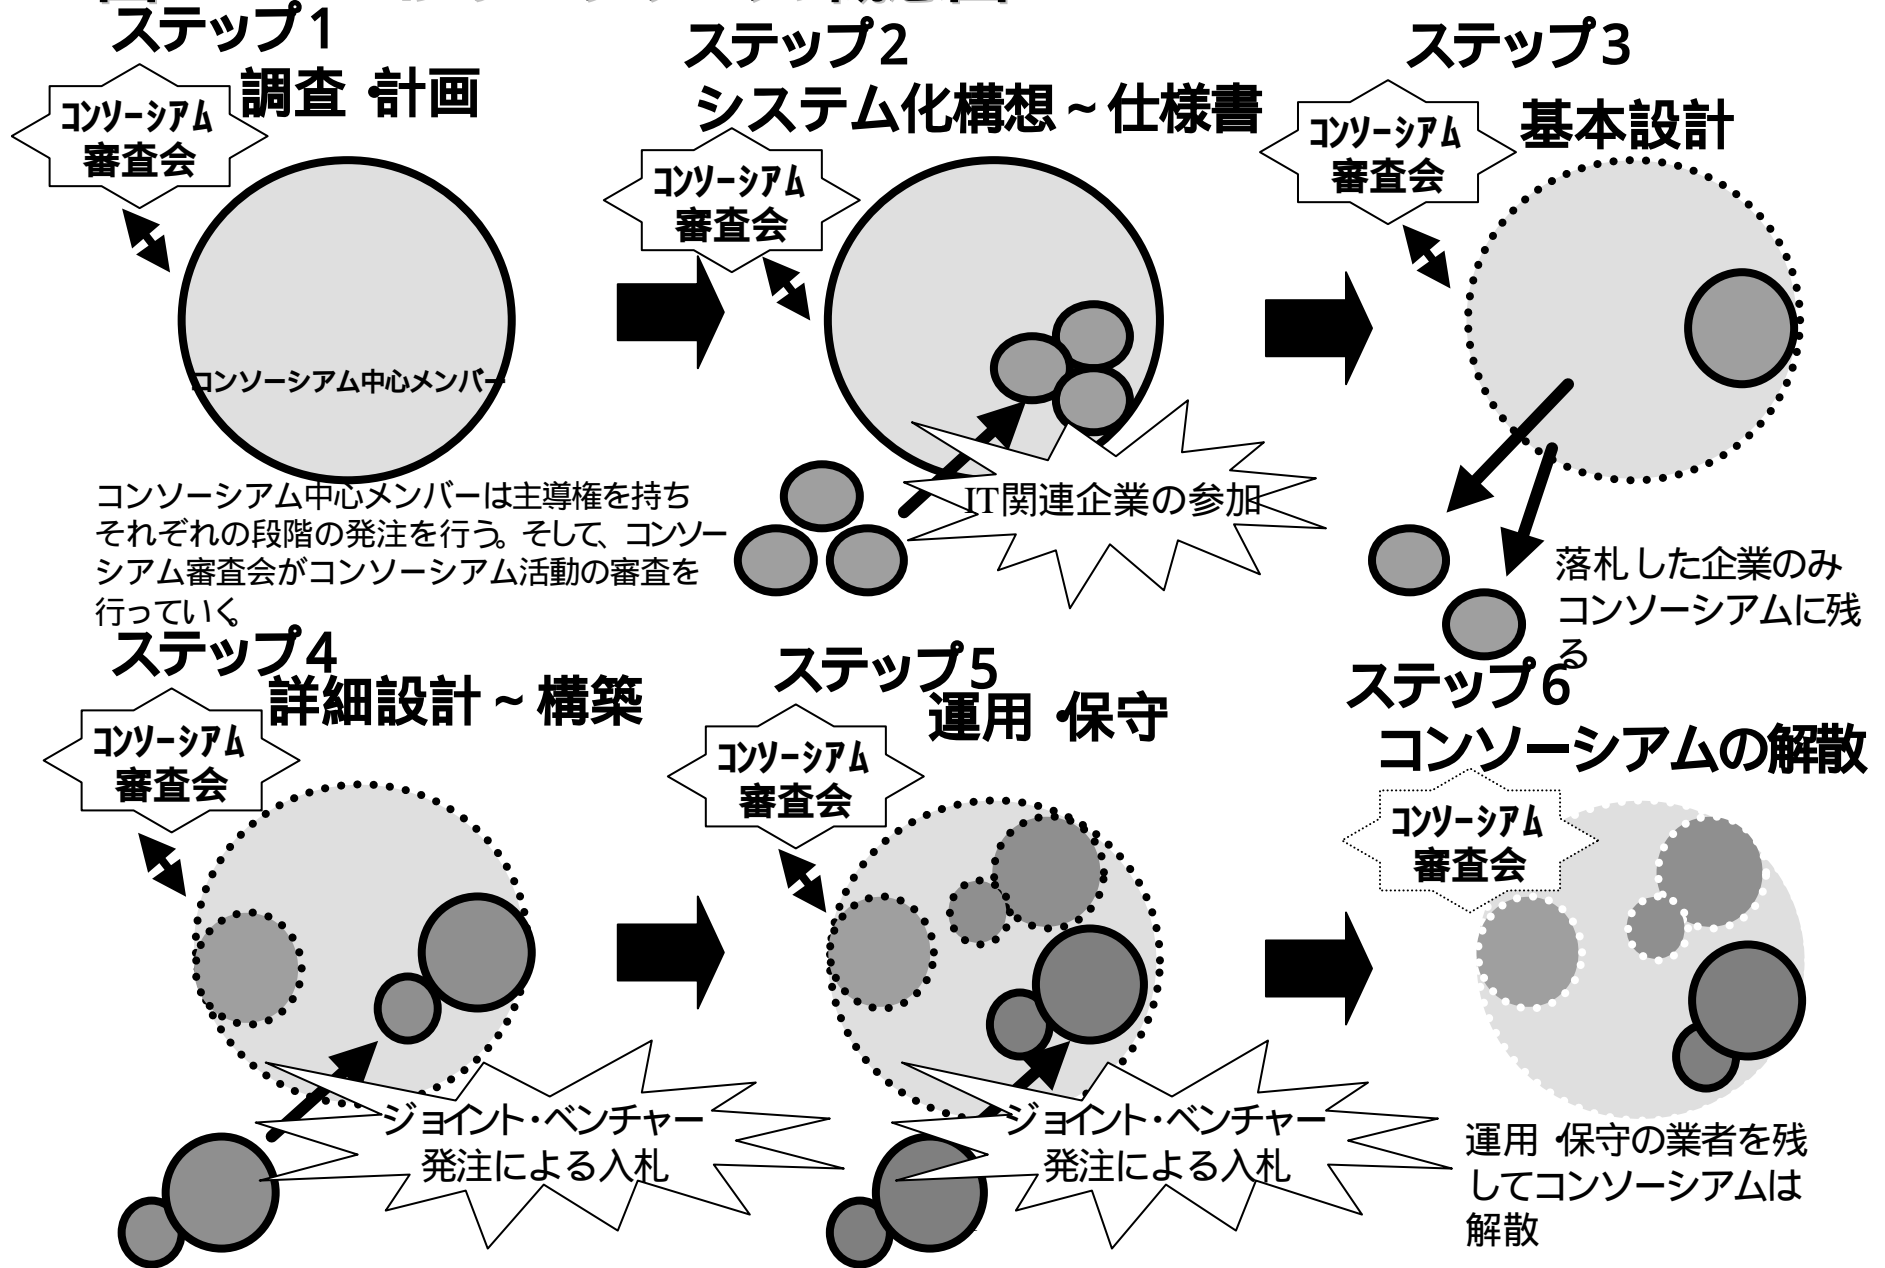 ステップ1
調査・計画
コンソーシアム
審査会
コンソーシアム中心メンバー
コンソーシアム中心メンバーは主導権を持ち
それぞれの段階の発注を行う。そして、コンソー
シアム審査会がコンソーシアム活動の審査を
行っていく。
ステップ2
システム化構想~仕様書
コンソーシアム
審査会
IT関連企業の参加
ステップ3
基本設計
コンソーシアム
審査会
落札した企業のみ
コンソーシアムに残
る
ステップ4
詳細設計~構築
コンソーシアム
審査会
ジョイント・ベンチャー
発注による入札
ステップ5
運用・保守
コンソーシアム
審査会
ジョイント・ベンチャー
発注による入札
ステップ6
コンソーシアムの解散
コンソーシアム
審査会
運用・保守の業者を残
してコンソーシアムは
解散